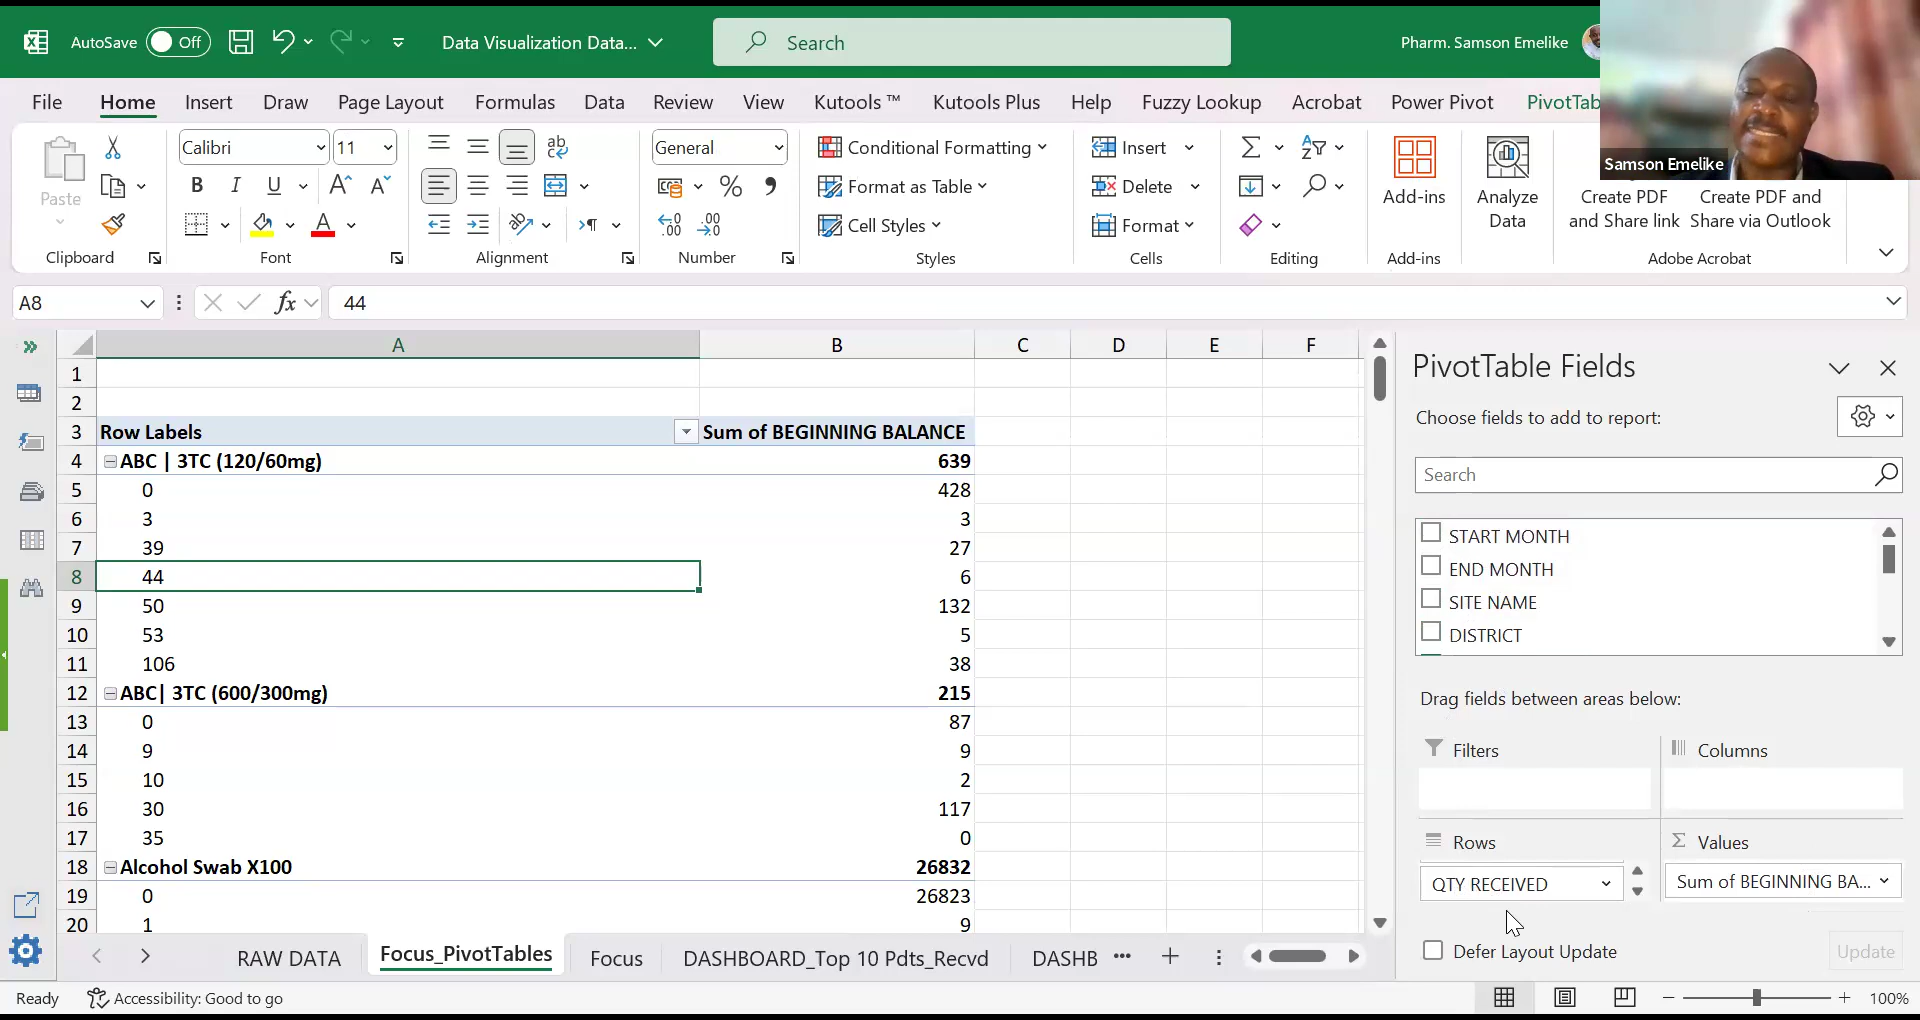 AutoSave Off Data Visualization Data... Search Pharm. Samson Emelike
File Home Insert Draw Page Layout Formulas Data Review View Kutools ™ Kutools Plus Help Fuzzy Lookup Acrobat Power Pivot PivotTab
Samson Emelike
Paste Calibri 11 General Conditional Formatting Insert
Format as Table Delete
Cell Styles Format
Add-ins Analyze Data Create PDF and Share link Create PDF and Share via Outlook
Clipboard Font Alignment Number Styles Cells Editing Add-ins Adobe Acrobat
A8 fx 44
A B C D E F
1
2
3 Row Labels Sum of BEGINNING BALANCE
4 ABC | 3TC (120/60mg) 639
5 0 428
6 3 3
7 39 27
8 44 6
9 50 132
10 53 5
11 106 38
12 ABC| 3TC (600/300mg) 215
13 0 87
14 9 9
15 10 2
16 30 117
17 35 0
18 Alcohol Swab X100 26832
19 0 26823
20 1 9
PivotTable Fields
Choose fields to add to report:
Search
START MONTH
END MONTH
SITE NAME
DISTRICT
Drag fields between areas below:
Filters Columns
Rows Values
QTY RECEIVED Sum of BEGINNING BA...
Defer Layout Update Update
RAW DATA Focus_PivotTables Focus DASHBOARD_Top 10 Pdts_Recvd DASHB ...
Ready Accessibility: Good to go 100%